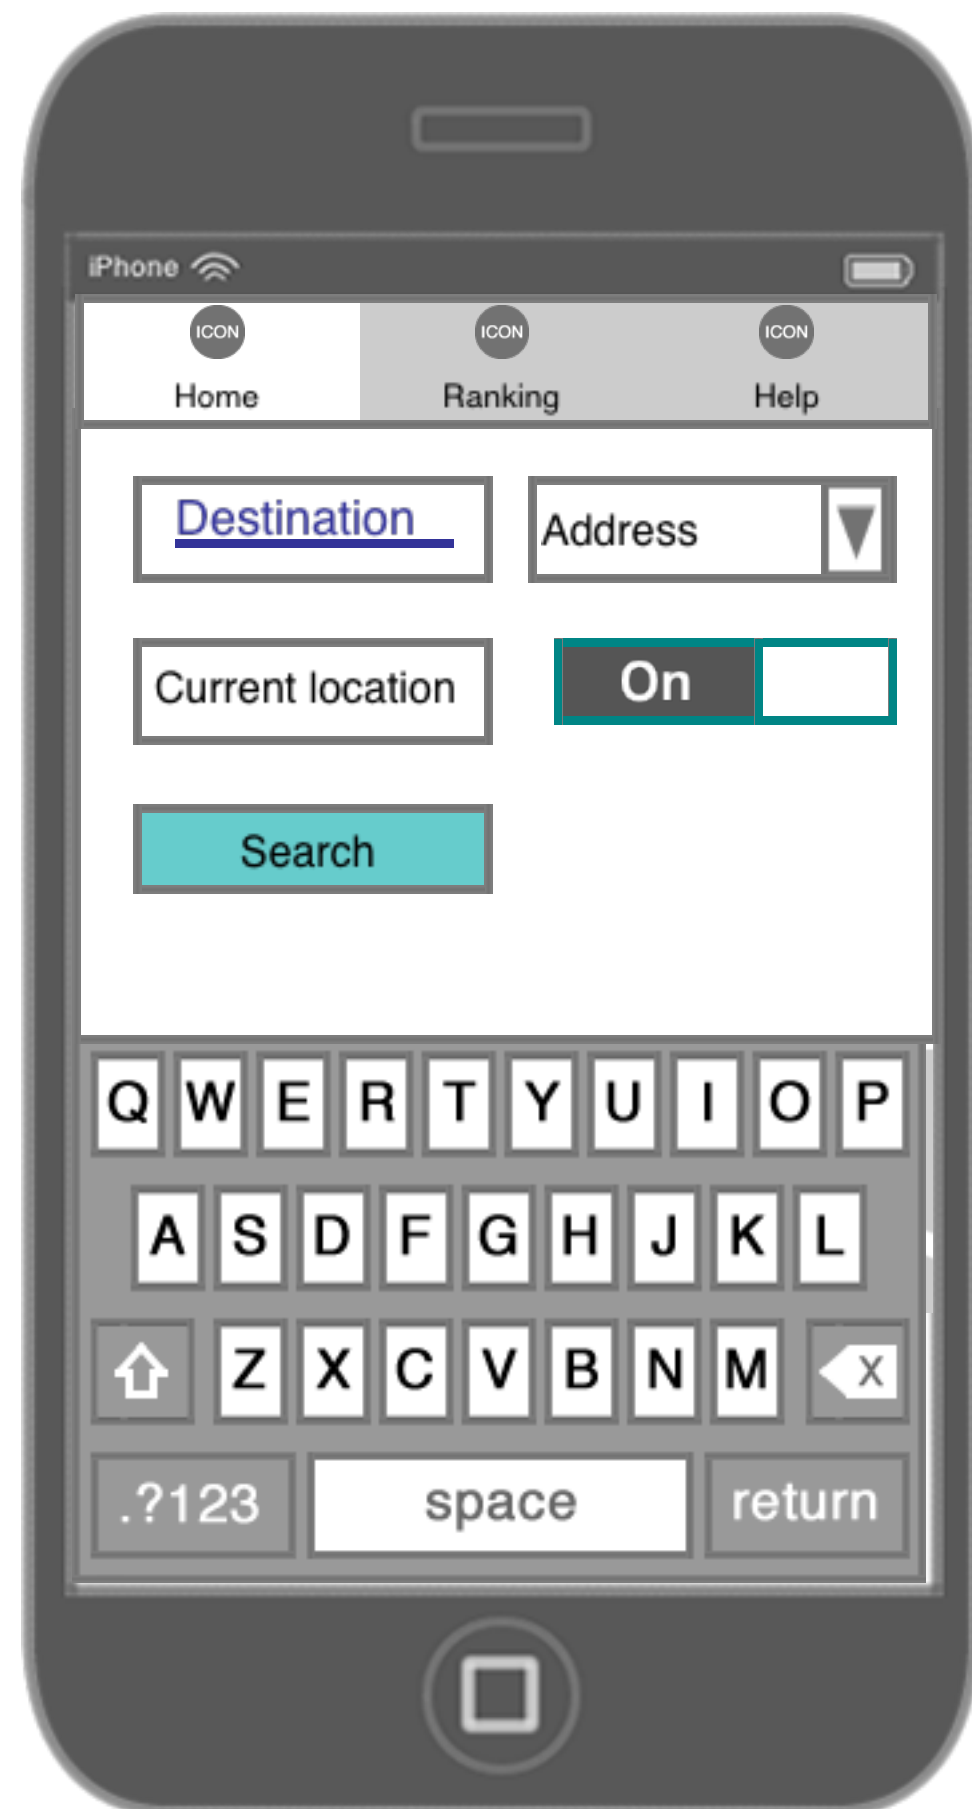 iPhone
ICON ICON ICON
Home Ranking Help
Destination Address
Current location On
Search
Q W E R T Y U I O P
A S D F G H J K L
Z X C V B N M X
.?123 space return